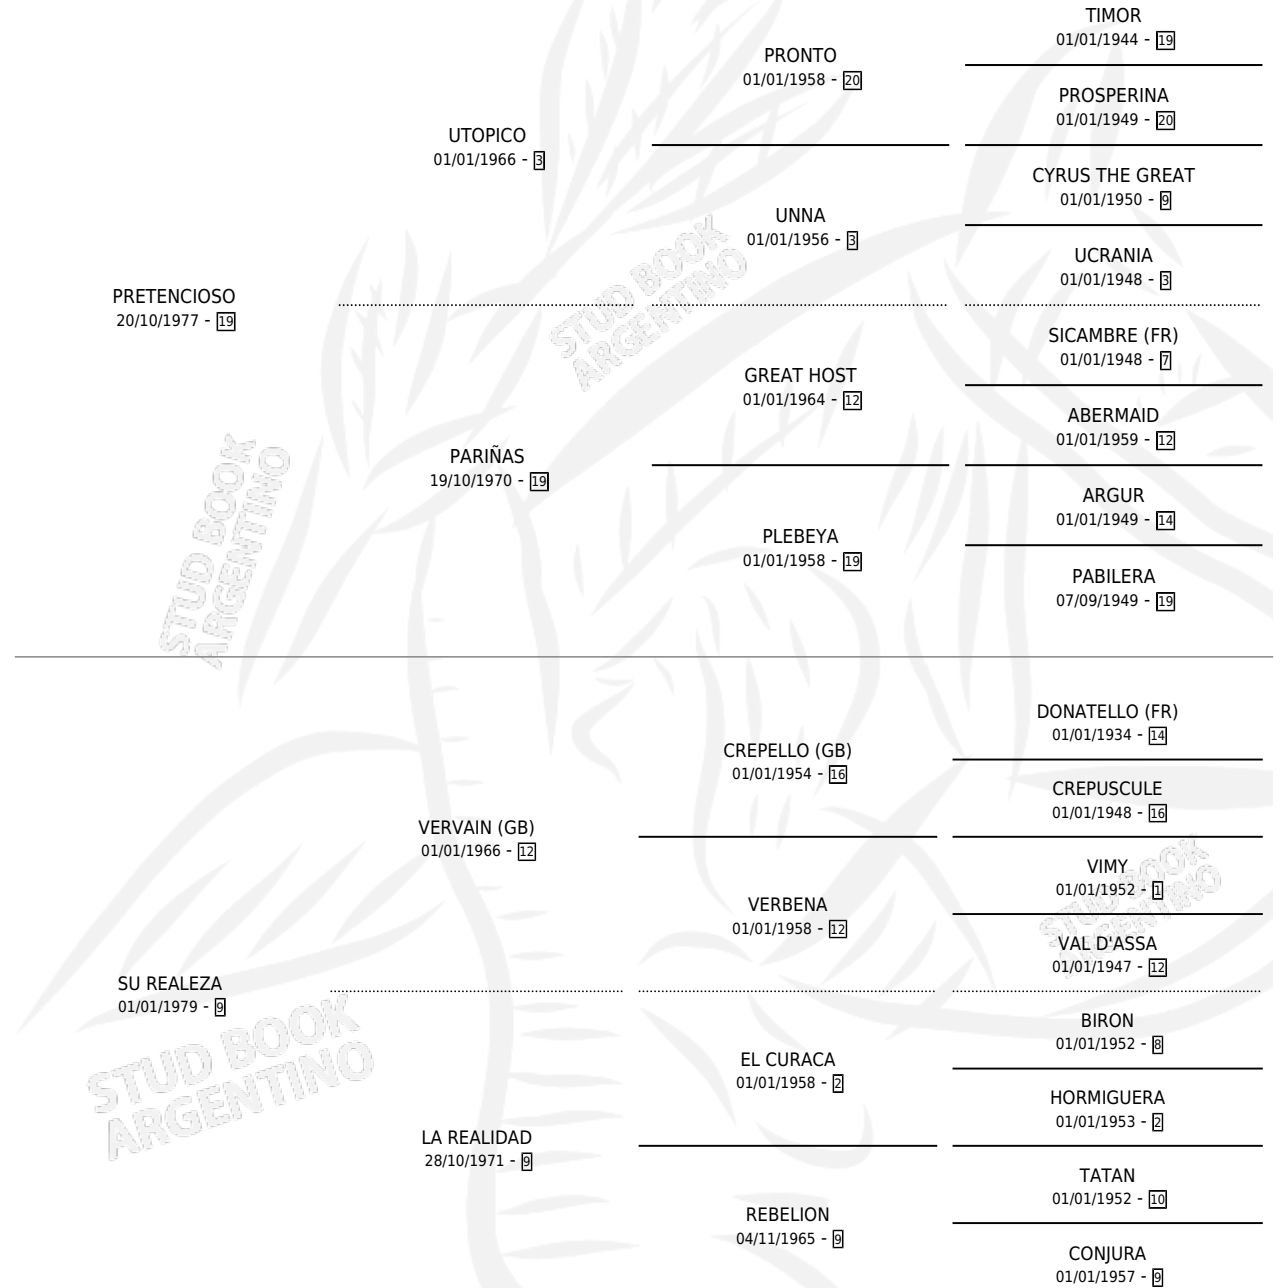 TIMOR
01/01/1944 - 19
PRONTO
01/01/1958 - 20
PROSPERINA
01/01/1949 - 20
UTOPICO
01/01/1966 - 3
CYRUS THE GREAT
01/01/1950 - 9
UNNA
01/01/1956 - 3
UCRANIA
01/01/1948 - 3
PRETENCIOSO
20/10/1977 - 19
SICAMBRE (FR)
01/01/1948 - 7
GREAT HOST
01/01/1964 - 12
ABERMAID
01/01/1959 - 12
PARIÑAS
19/10/1970 - 19
ARGUR
01/01/1949 - 14
PLEBEYA
01/01/1958 - 19
PABILERA
07/09/1949 - 19
DONATELLO (FR)
01/01/1934 - 14
CREPELLO (GB)
01/01/1954 - 16
CREPUSCULE
01/01/1948 - 16
VERVAIN (GB)
01/01/1966 - 12
VIMY
01/01/1952 - 1
VERBENA
01/01/1958 - 12
VAL D'ASSA
01/01/1947 - 12
SU REALEZA
01/01/1979 - 9
BIRON
01/01/1952 - 8
EL CURACA
01/01/1958 - 2
HORMIGUERA
01/01/1953 - 2
LA REALIDAD
28/10/1971 - 9
TATAN
01/01/1952 - 10
REBELION
04/11/1965 - 9
CONJURA
01/01/1957 - 9
STUD BOOK
ARGENTINO
STUD BOOK
ARGENTINO
STUD BOOK
ARGENTINO
STUD BOOK
ARGENTINO